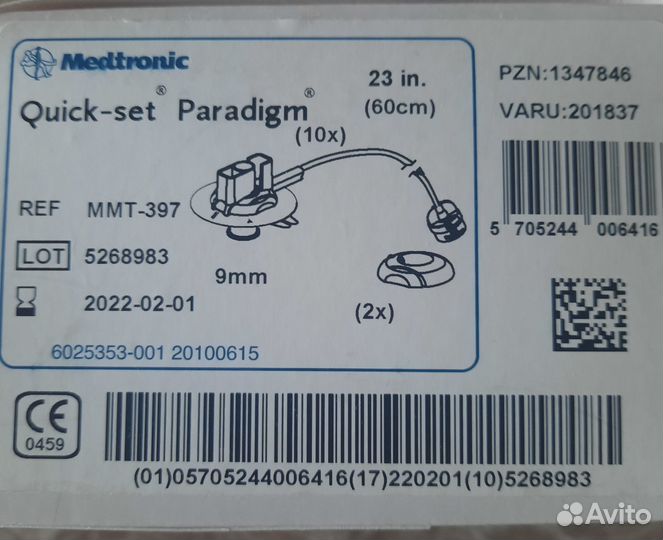 Medtronic
Quick-set® Paradigm®
23 in.
(60cm)
(10x)
REF MMT-397
LOT 5268983
9mm
2022-02-01
(2x)
6025353-001 20100615
PZN:1347846
VARU:201837
5 705244 006416
CE
0459
(01)05705244006416(17)220201(10)5268983
Avito